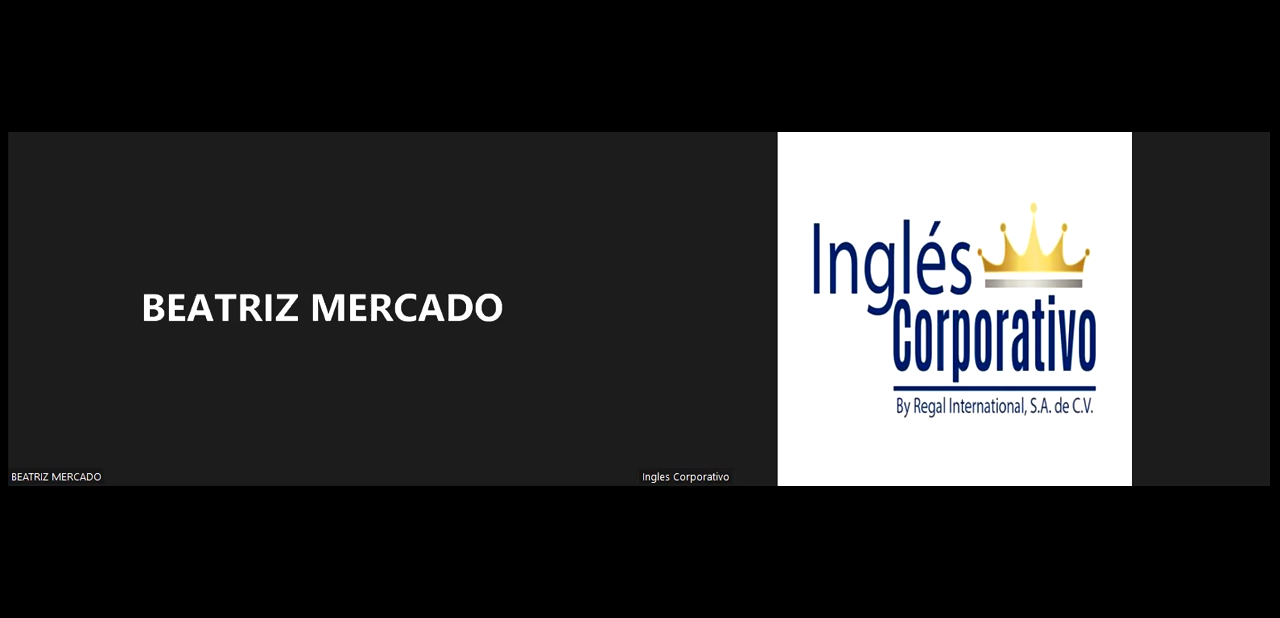 BEATRIZ MERCADO
BEATRIZ MERCADO
Inglés
Corporativo
By Regal International, S.A. de C.V.
Ingles Corporativo